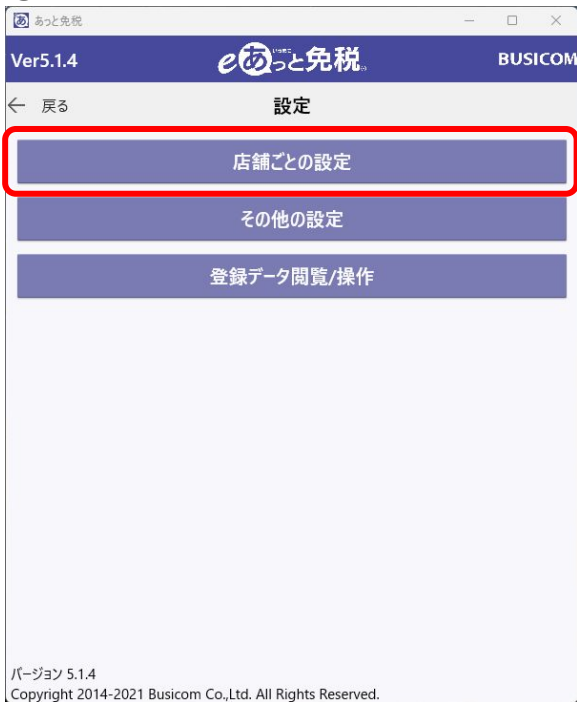 あっと免税
Ver5.1.4
eあっと免税
BUSICOM
← 戻る
設定
店舗ごとの設定
その他の設定
登録データ閲覧/操作
バージョン 5.1.4
Copyright 2014-2021 Busicom Co.,Ltd. All Rights Reserved.